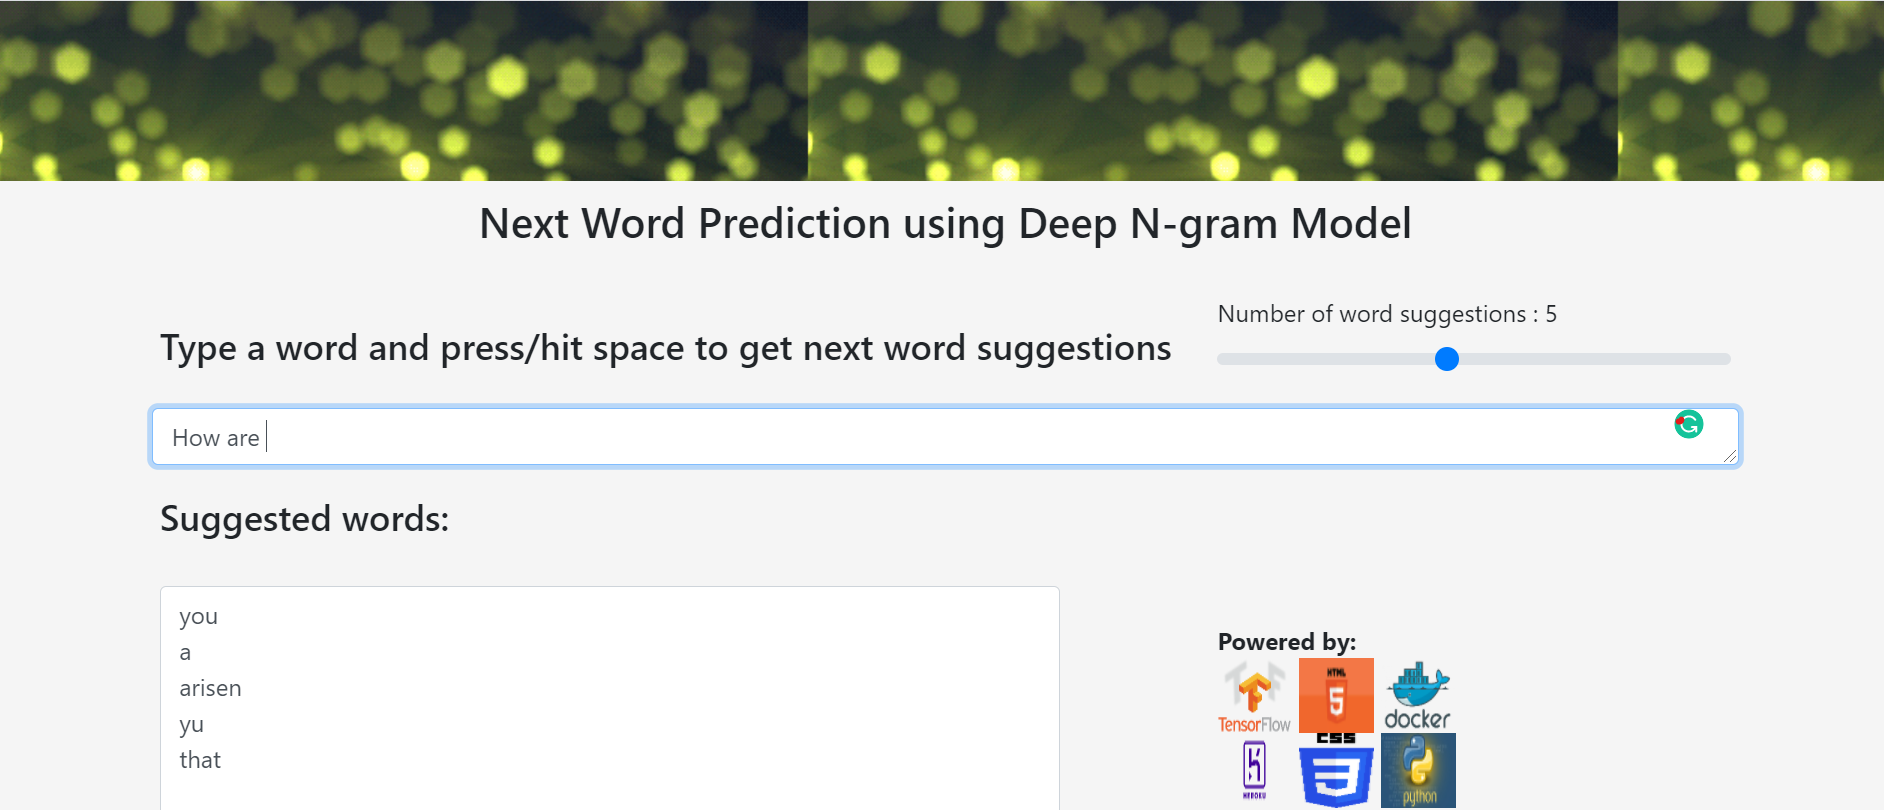 Next Word Prediction using Deep N-gram Model
Number of word suggestions : 5
Type a word and press/hit space to get next word suggestions
How are
Suggested words:
you
a
arisen
yu
that
Powered by:
TensorFlow
HTML
5
docker
HEROKU
CSS
3
python